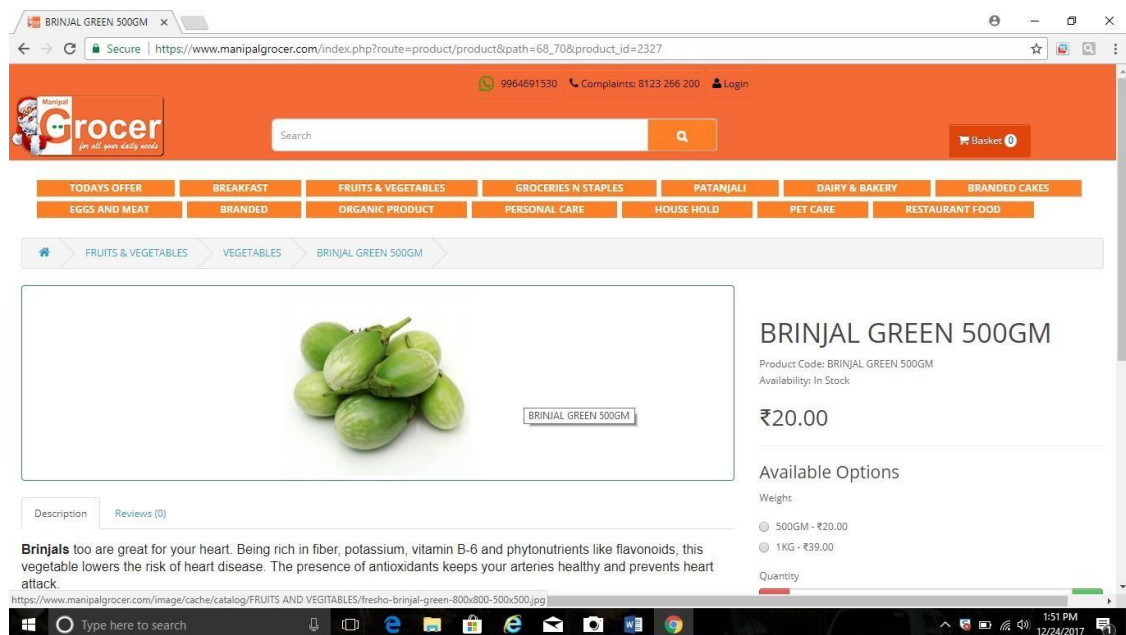 BRINJAL GREEN 500GM
Secure https://www.manipalgrocer.com/index.php?route=product/product&path=68_70&product_id=2327
9964691530 Complaints: 8123 266 200 Login
Manipal
Grocer
for all your daily needs
Search
Basket 0
TODAYS OFFER BREAKFAST FRUITS & VEGETABLES GROCERIES N STAPLES PATANJALI DAIRY & BAKERY BRANDED CAKES
EGGS AND MEAT BRANDED ORGANIC PRODUCT PERSONAL CARE HOUSE HOLD PET CARE RESTAURANT FOOD
FRUITS & VEGETABLES VEGETABLES BRINJAL GREEN 500GM
BRINJAL GREEN 500GM
BRINJAL GREEN 500GM
Product Code: BRINJAL GREEN 500GM
Availability: In Stock
₹20.00
Available Options
Weight
500GM - ₹20.00
1KG - ₹39.00
Quantity
Description Reviews (0)
Brinjals too are great for your heart. Being rich in fiber, potassium, vitamin B-6 and phytonutrients like flavonoids, this
vegetable lowers the risk of heart disease. The presence of antioxidants keeps your arteries healthy and prevents heart
attack.
https://www.manipalgrocer.com/image/cache/catalog/FRUITS AND VEGITABLES/fresho-brinjal-green-800x800-500x500.jpg
Type here to search
1:51 PM
12/24/2017